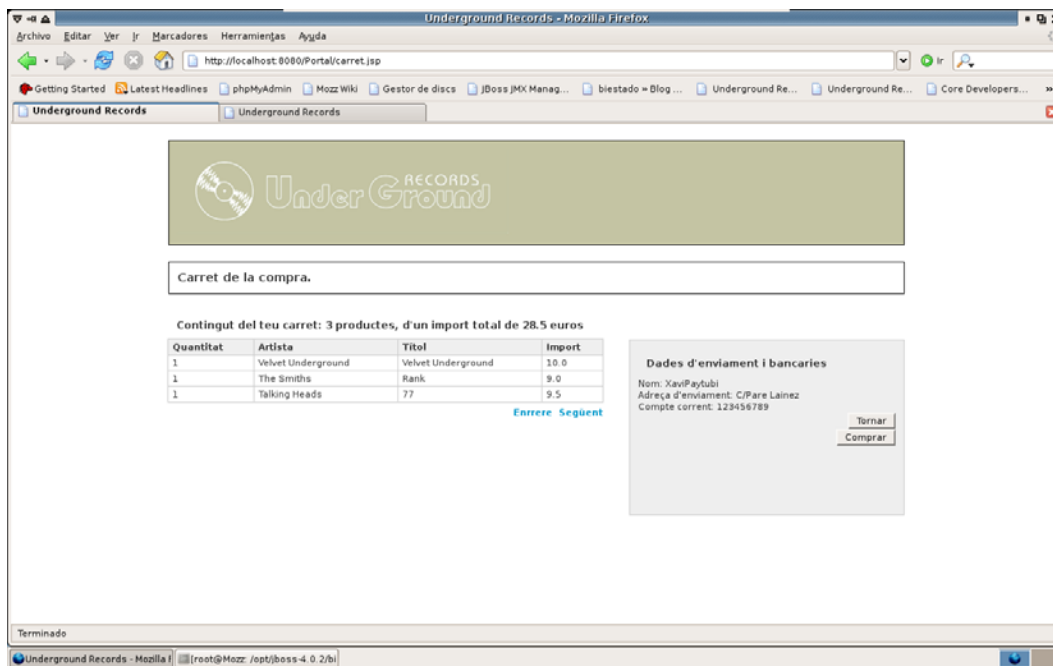 Underground Records - Mozilla Firefox
Archivo Editar Ver Ir Marcadores Herramientas Ayuda
http://localhost:8080/Portal/carret.jsp Ir
Getting Started Latest Headlines phpMyAdmin Mozz Wiki Gestor de discs JBoss JMX Manag... biestado » Blog ... Underground Re... Underground Re... Core Developers... »
Underground Records Underground Records
UnderGround RECORDS
Carret de la compra.
Contingut del teu carret: 3 productes, d'un import total de 28.5 euros
Quantitat Artista Títol Import
1 Velvet Underground Velvet Underground 10.0
1 The Smiths Rank 9.0
1 Talking Heads 77 9.5
Enrrere Següent
Dades d'enviament i bancaries
Nom: XaviPaytubi
Adreça d'enviament: C/Pare Lainez
Compte corrent: 123456789
Tornar
Comprar
Terminado
Underground Records - Mozilla F [root@Mozz: /opt/jboss-4.0.2/bi